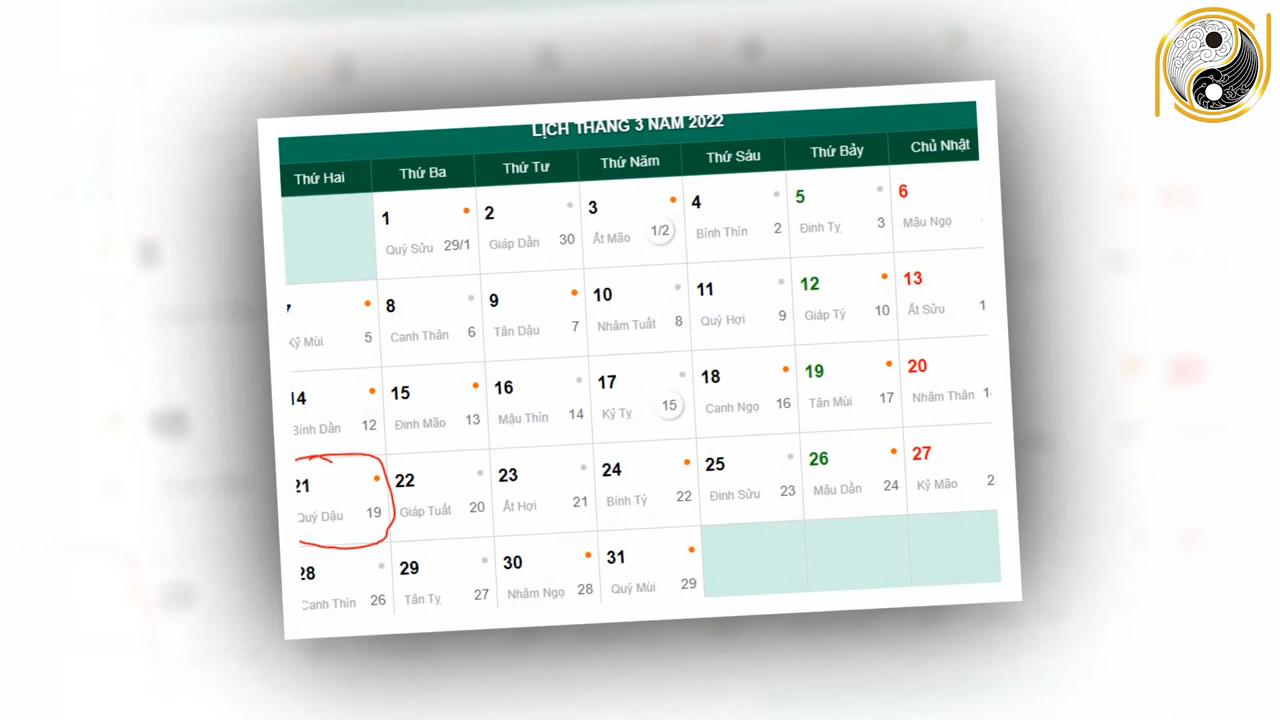 LỊCH THÁNG 3 NĂM 2022
Thứ Hai Thứ Ba Thứ Tư Thứ Năm Thứ Sáu Thứ Bảy Chủ Nhật
1 2 3 4 5 6
Quý Sửu 29/1 Giáp Dần 30 Ất Mão 1/2 Bính Thìn 2 Đinh Tỵ 3 Mậu Ngọ
8 9 10 11 12 13
Kỷ Mùi 5 Canh Thân 6 Tân Dậu 7 Nhâm Tuất 8 Quý Hợi 9 Giáp Tý 10 Ất Sửu
14 15 16 17 18 19 20
Bính Dần 12 Đinh Mão 13 Mậu Thìn 14 Kỷ Tỵ 15 Canh Ngọ 16 Tân Mùi 17 Nhâm Thân
21 22 23 24 25 26 27
Quý Dậu 19 Giáp Tuất 20 Ất Hợi 21 Bính Tý 22 Đinh Sửu 23 Mậu Dần 24 Kỷ Mão
28 29 30 31
Canh Thìn 26 Tân Tỵ 27 Nhâm Ngọ 28 Quý Mùi 29